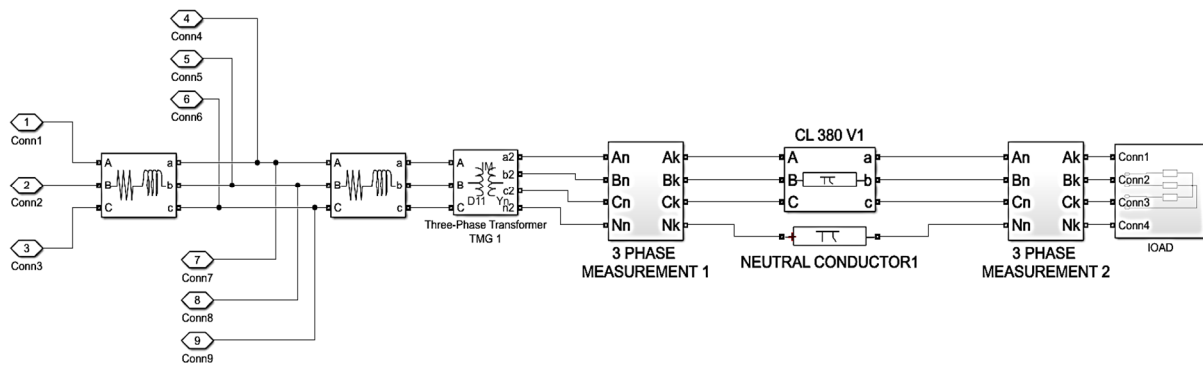 4
Conn4
5
Conn5
6
Conn6
1
Conn1
2
Conn2
3
Conn3
A a
B b
C c
A a
B b
C c
7
Conn7
8
Conn8
9
Conn9
A a2
B b2
C c2
n2
D11 Yn
Three-Phase Transformer
TMG 1
An Ak
Bn Bk
Cn Ck
Nn Nk
3 PHASE
MEASUREMENT 1
CL 380 V1
A a
B π b
C c
π
NEUTRAL CONDUCTOR1
An Ak
Bn Bk
Cn Ck
Nn Nk
3 PHASE
MEASUREMENT 2
Conn1
Conn2
Conn3
Conn4
lOAD